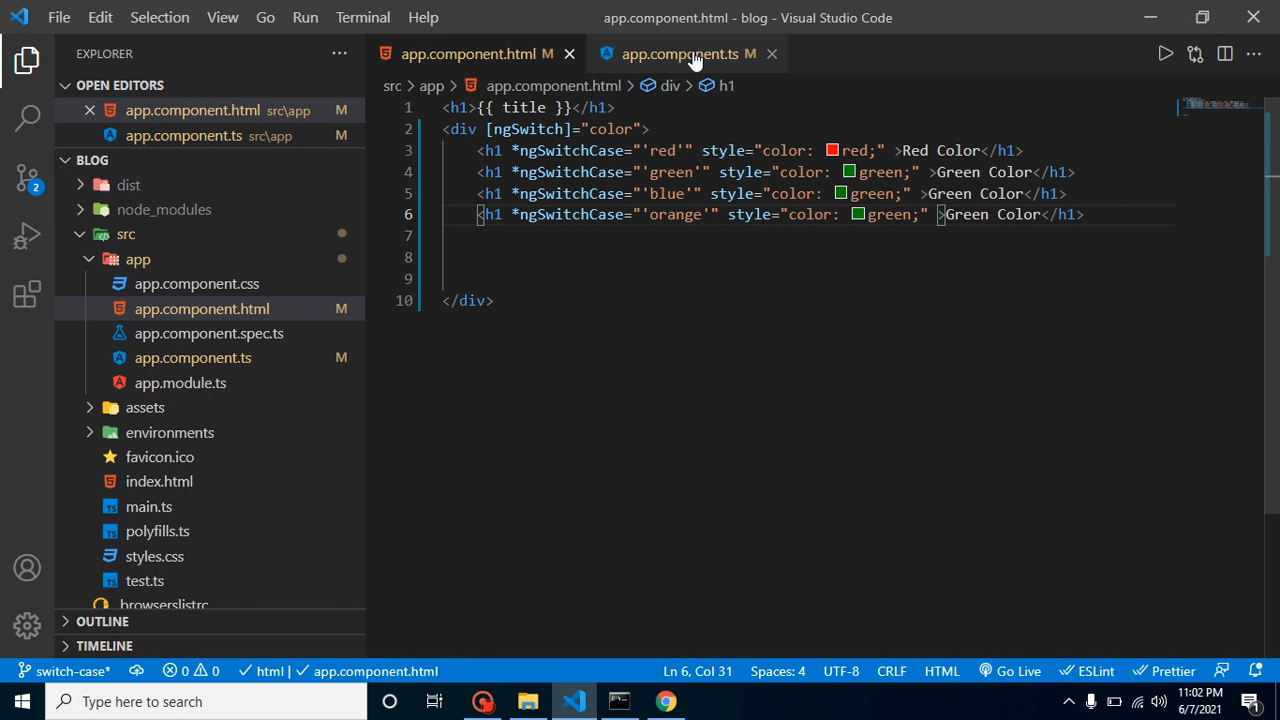 File Edit Selection View Go Run Terminal Help app.component.html - blog - Visual Studio Code
EXPLORER
OPEN EDITORS
app.component.html src\app M
app.component.ts src\app M
BLOG
dist
node_modules
src
app
app.component.css
app.component.html M
app.component.spec.ts
app.component.ts M
app.module.ts
assets
environments
favicon.ico
index.html
main.ts
polyfills.ts
styles.css
test.ts
.browserslistrc
OUTLINE
TIMELINE
2
app.component.html M app.component.ts M
src > app > app.component.html > div > h1
1 <h1>{{ title }}</h1>
2 <div [ngSwitch]="color">
3 <h1 *ngSwitchCase="'red'" style="color: red;" >Red Color</h1>
4 <h1 *ngSwitchCase="'green'" style="color: green;" >Green Color</h1>
5 <h1 *ngSwitchCase="'blue'" style="color: green;" >Green Color</h1>
6 <h1 *ngSwitchCase="'orange'" style="color: green;" >Green Color</h1>
7
8
9
10 </div>
switch-case* 0 0 html | app.component.html Ln 6, Col 31 Spaces: 4 UTF-8 CRLF HTML Go Live ESLint Prettier
Type here to search
11:02 PM
6/7/2021
1